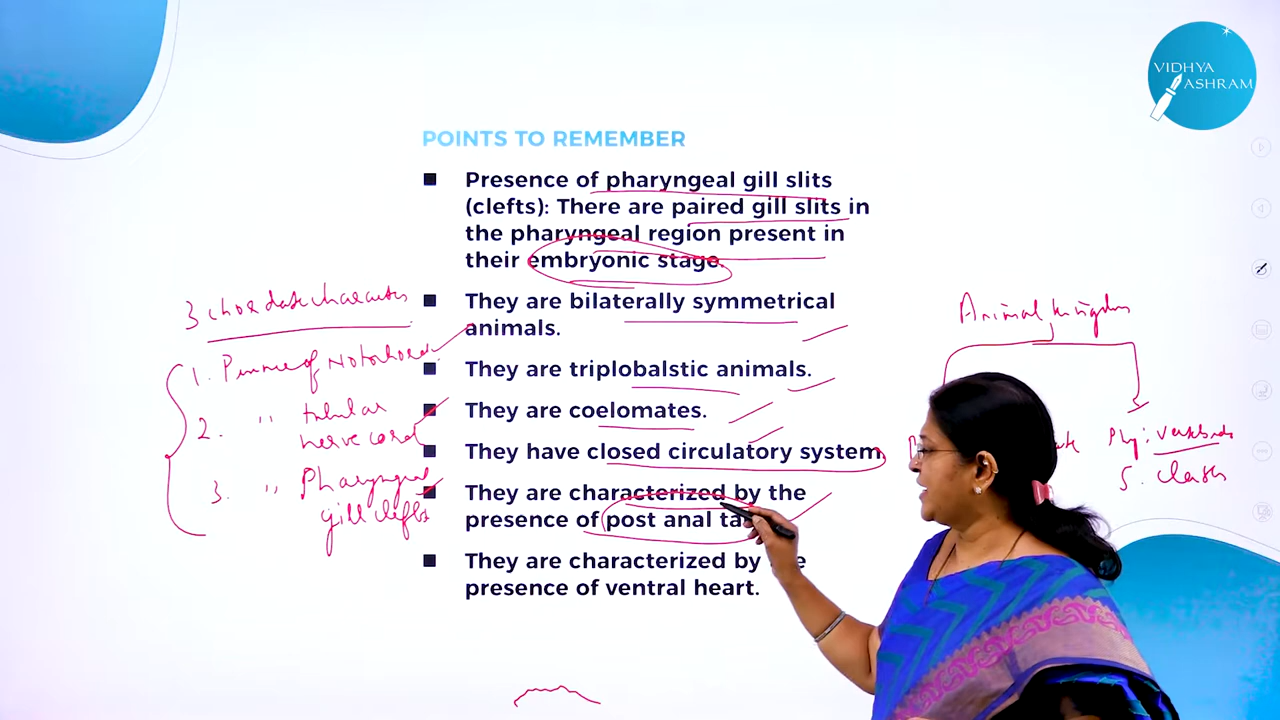 VIDHYA
ASHRAM
POINTS TO REMEMBER
Presence of pharyngeal gill slits
(clefts): There are paired gill slits in
the pharyngeal region present in
their embryonic stage.
They are bilaterally symmetrical
animals.
They are triplobalstic animals.
They are coelomates.
They have closed circulatory system.
They are characterized by the
presence of post anal
They are characterized by
presence of ventral heart.
3 chordate characters
1. of Notochord
2. " tubular
nerve cord
3. " Pharyngeal
gill clefts
Animal kingdom
Phy: vertebrata
5. classes